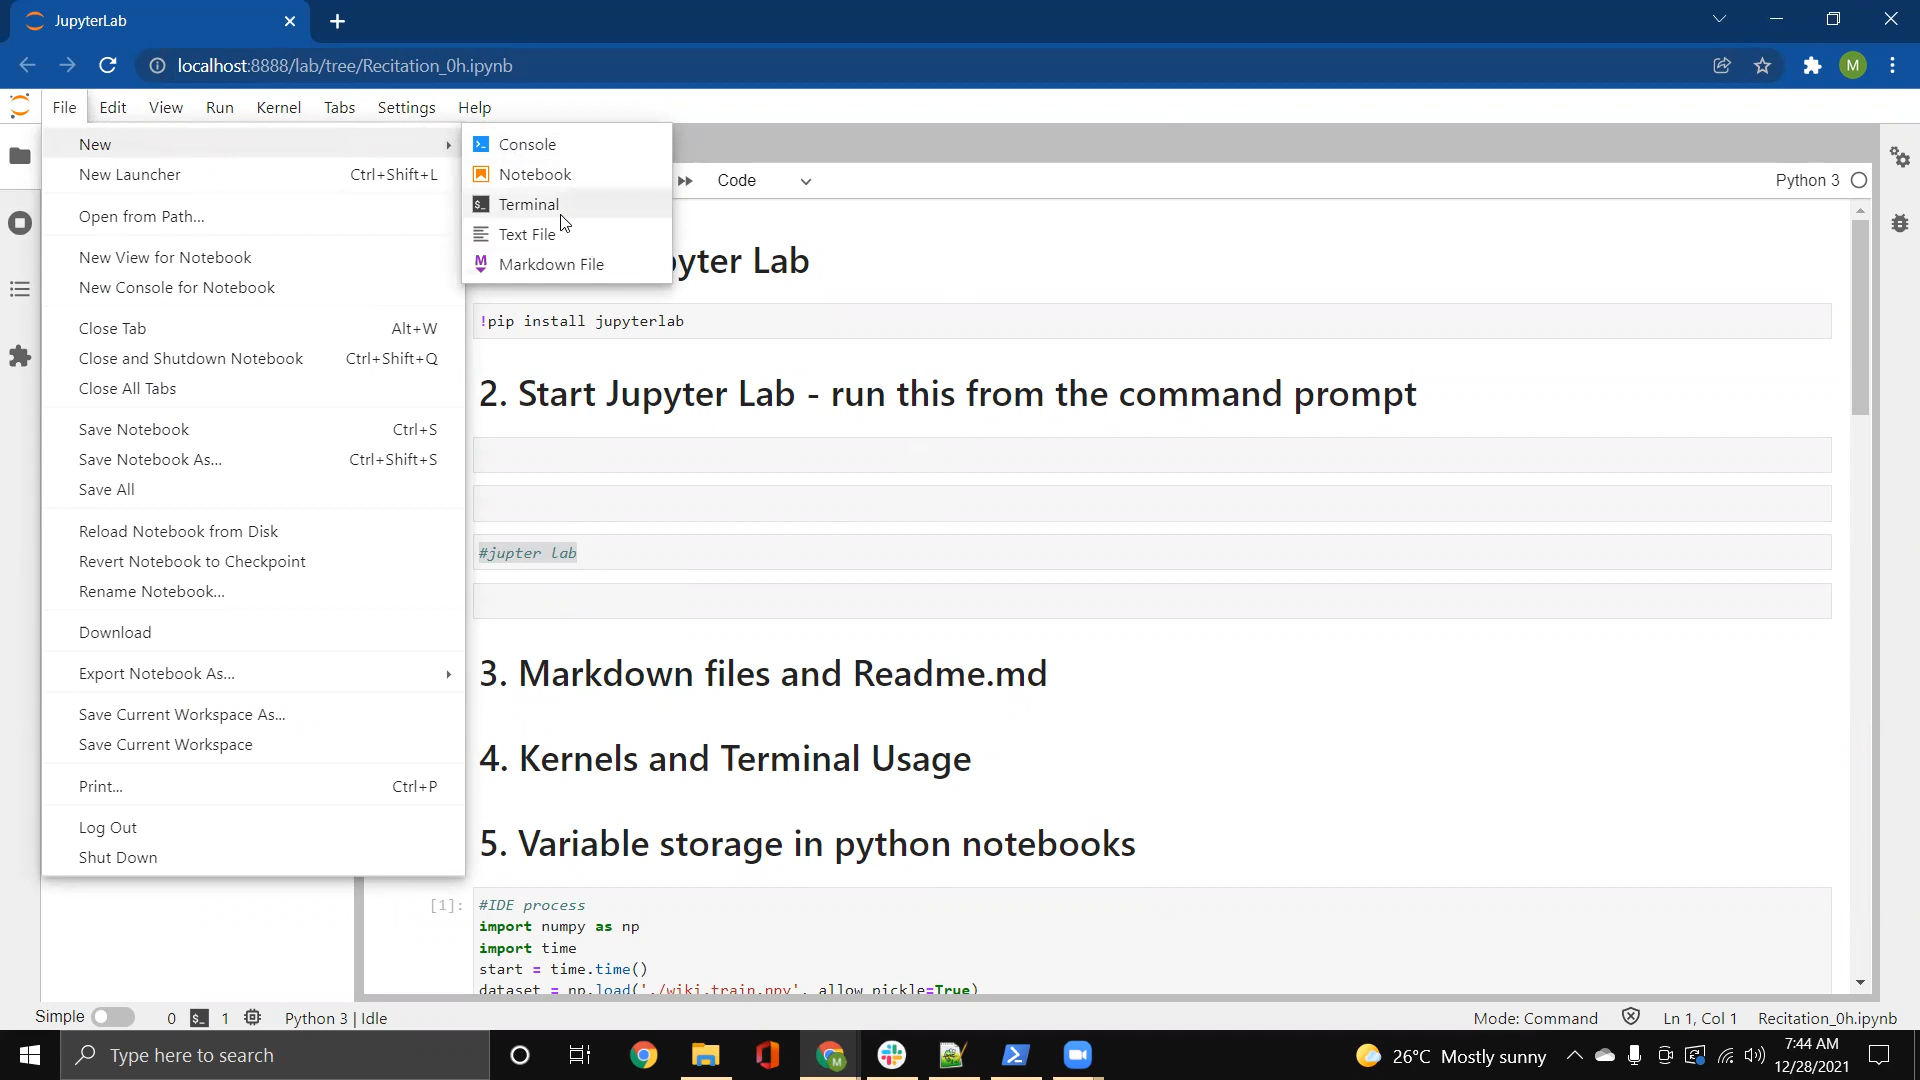 JupyterLab
localhost:8888/lab/tree/Recitation_0h.ipynb
M
File Edit View Run Kernel Tabs Settings Help
New
New Launcher Ctrl+Shift+L
Open from Path...
New View for Notebook
New Console for Notebook
Close Tab Alt+W
Close and Shutdown Notebook Ctrl+Shift+Q
Close All Tabs
Save Notebook Ctrl+S
Save Notebook As... Ctrl+Shift+S
Save All
Reload Notebook from Disk
Revert Notebook to Checkpoint
Rename Notebook...
Download
Export Notebook As...
Save Current Workspace As...
Save Current Workspace
Print... Ctrl+P
Log Out
Shut Down
Console
Notebook
Terminal
Text File
Markdown File
Code
Python 3
yter Lab
!pip install jupyterlab
2. Start Jupyter Lab - run this from the command prompt
#jupter lab
3. Markdown files and Readme.md
4. Kernels and Terminal Usage
5. Variable storage in python notebooks
[1]: #IDE process
import numpy as np
import time
start = time.time()
dataset = np.load('./wiki.train.npy', allow_pickle=True)
Simple 0 1 Python 3 | Idle Mode: Command Ln 1, Col 1 Recitation_0h.ipynb
Type here to search
26°C Mostly sunny
7:44 AM
12/28/2021